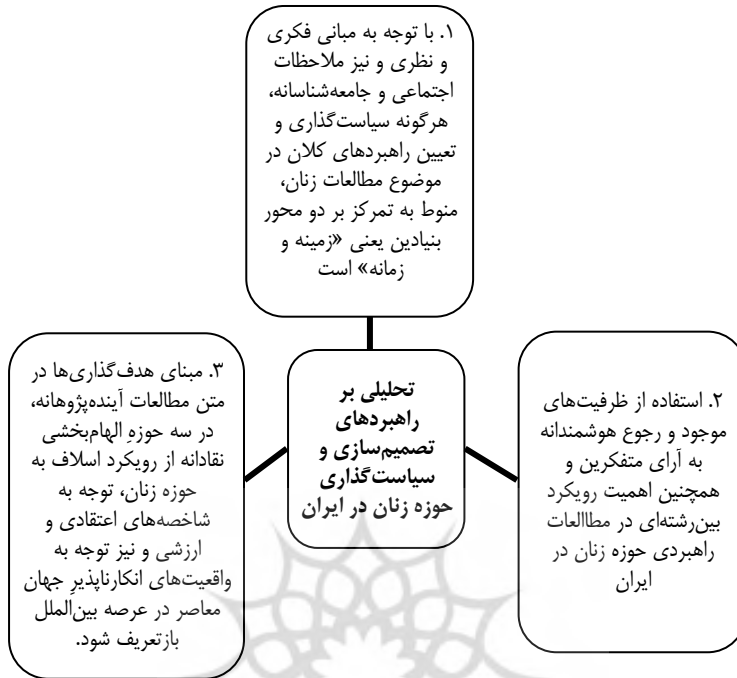 ۱. با توجه به مبانی فکری
و نظری و نیز ملاحظات
اجتماعی و جامعه‌شناسانه،
هرگونه سیاست‌گذاری و
تعیین راهبردهای کلان در
موضوع مطالعات زنان،
منوط به تمرکز بر دو محور
بنیادین یعنی «زمینه و
زمانه» است
تحلیلی بر
راهبردهای
تصمیم‌سازی و
سیاست‌گذاری
حوزه زنان در ایران
۲. استفاده از ظرفیت‌های
موجود و رجوع هوشمندانه
به آرای متفکرین و
همچنین اهمیت رویکرد
بین‌رشته‌ای در مطاالعات
راهبردی حوزه زنان در
ایران
۳. مبنای هدف‌گذاری‌ها در
متن مطالعات آینده‌پژوهانه،
در سه حوزه الهام‌بخشی
نقادانه از رویکرد اسلاف به
حوزه زنان، توجه به
شاخصه‌های اعتقادی و
ارزشی و نیز توجه به
واقعیت‌های انکارناپذیرِ جهان
معاصر در عرصه بین‌الملل
بازتعریف شود.